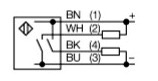 BN (1) +
WH (2)
BK (4)
BU (3) −